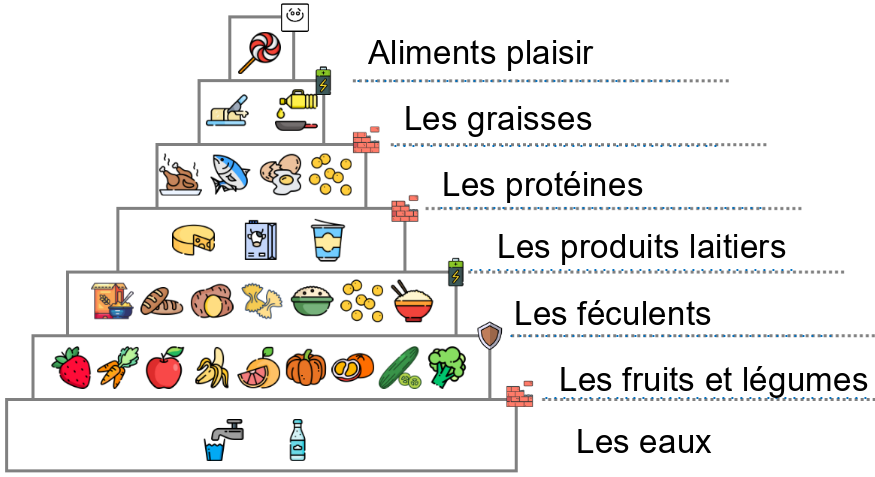 Aliments plaisir
Les graisses
Les protéines
Les produits laitiers
Les féculents
Les fruits et légumes
Les eaux